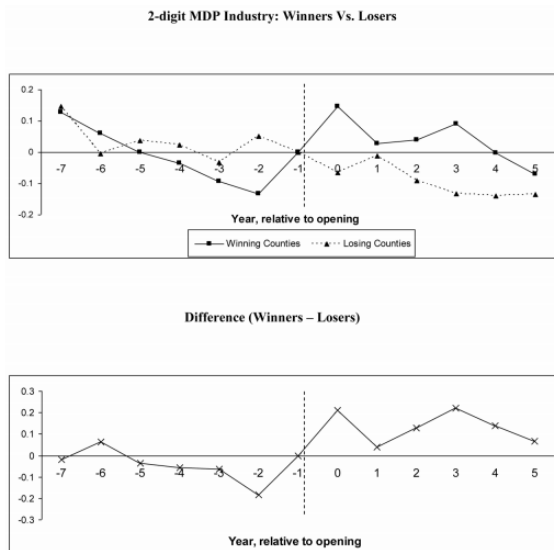 2-digit MDP Industry: Winners Vs. Losers
0.2
0.1
0
-0.1
-0.2
-7 -6 -5 -4 -3 -2 -1 0 1 2 3 4 5
Year, relative to opening
Winning Counties Losing Counties
Difference (Winners – Losers)
0.3
0.2
0.1
0
-0.1
-0.2
-0.3
-7 -6 -5 -4 -3 -2 -1 0 1 2 3 4 5
Year, relative to opening